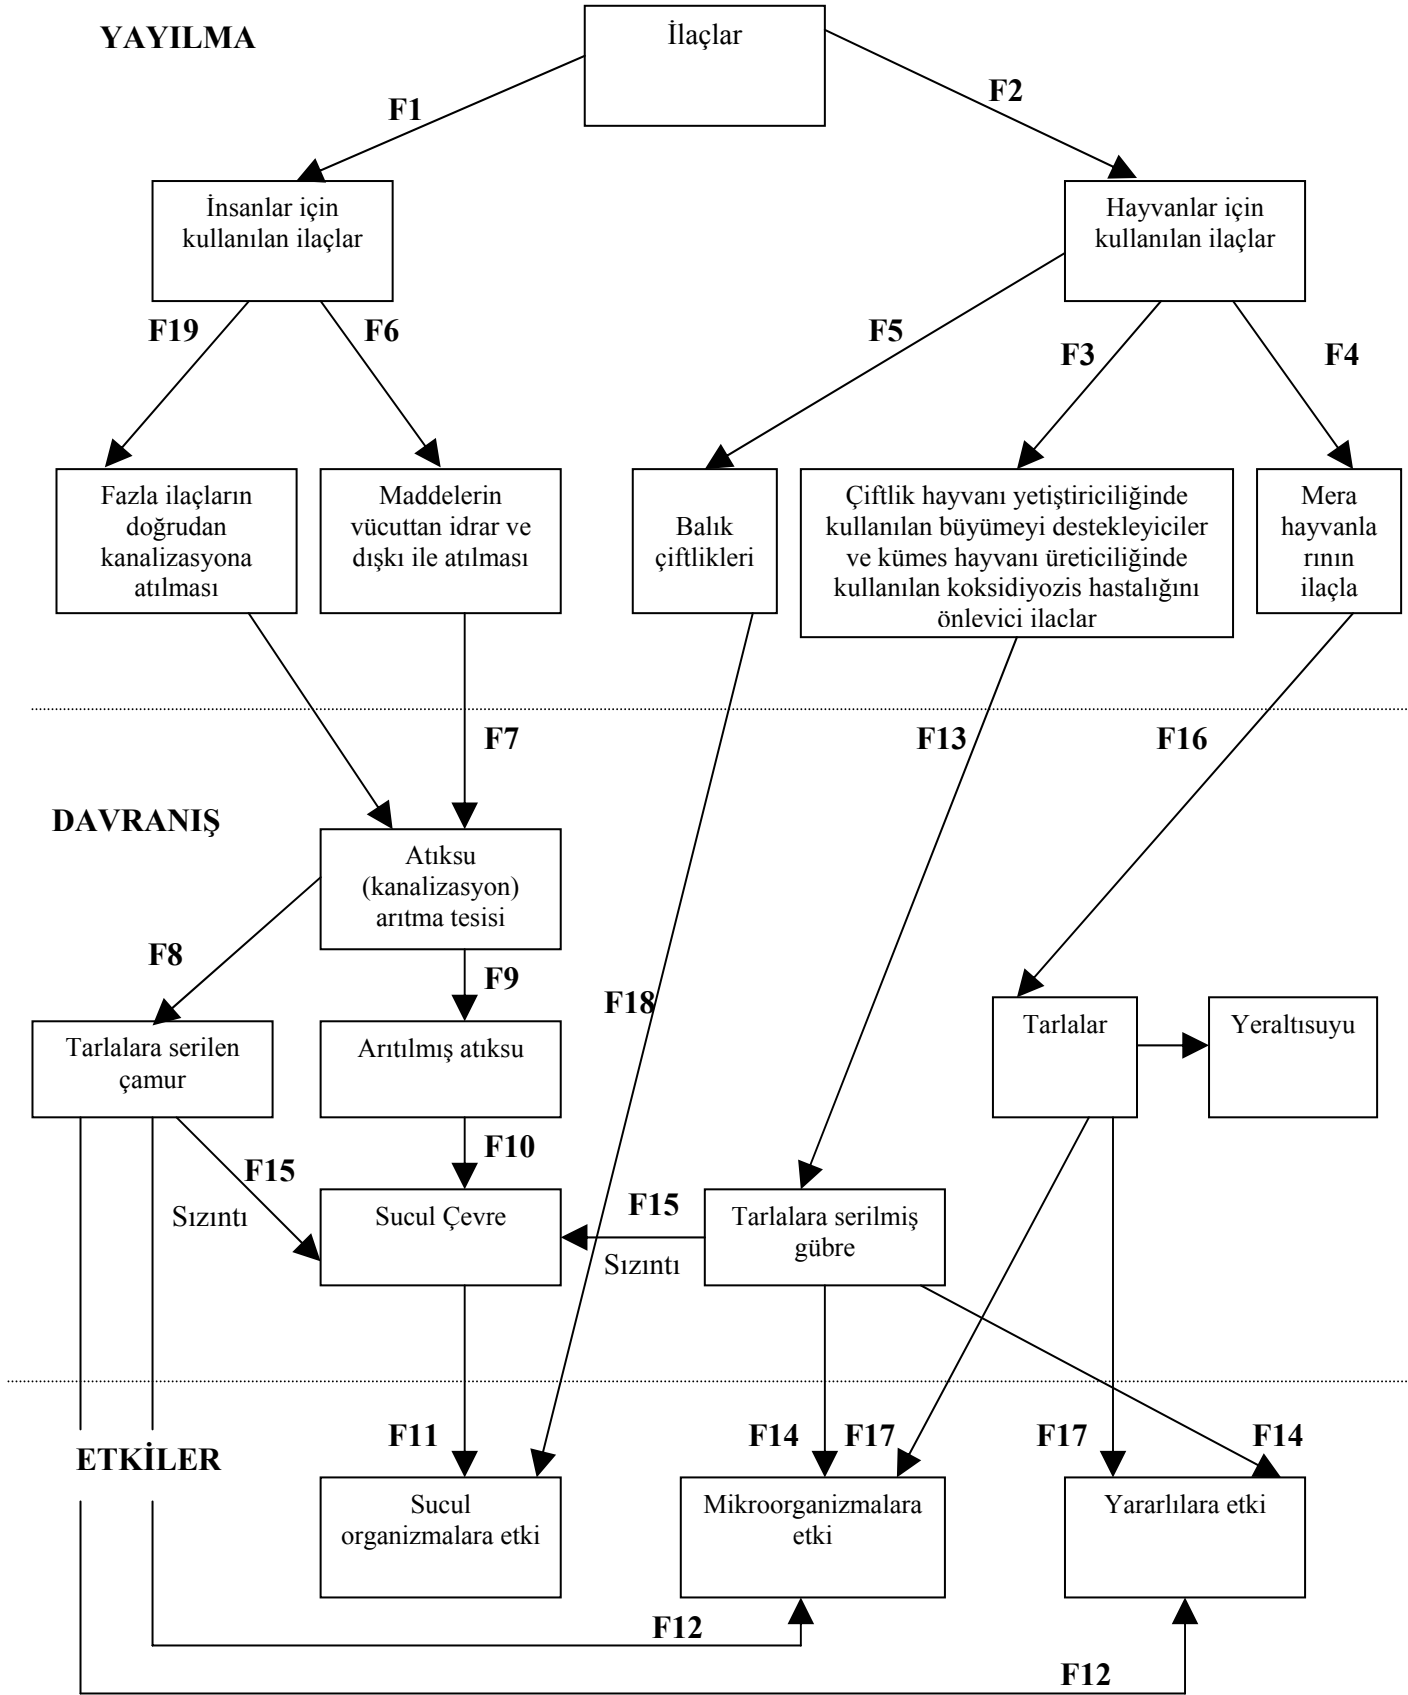 YAYILMA
İlaçlar
F1
F2
İnsanlar için
kullanılan ilaçlar
Hayvanlar için
kullanılan ilaçlar
F19
F6
F5
F3
F4
Fazla ilaçların
doğrudan
kanalizasyona
atılması
Maddelerin
vücuttan idrar ve
dışkı ile atılması
Balık
çiftlikleri
Çiftlik hayvanı yetiştiriciliğinde
kullanılan büyümeyi destekleyiciler
ve kümes hayvanı üreticiliğinde
kullanılan koksidiyozis hastalığını
önlevici ilaclar
Mera
hayvanla
rının
ilaçla
F7
F13
F16
DAVRANIŞ
Atıksu
(kanalizasyon)
arıtma tesisi
F8
F9
F18
Tarlalara serilen
çamur
Arıtılmış atıksu
Tarlalar
Yeraltısuyu
F10
F15
Sızıntı
Sucul Çevre
F15
Sızıntı
Tarlalara serilmiş
gübre
F11
F14
F17
F17
F14
ETKİLER
Sucul
organizmalara etki
Mikroorganizmalara
etki
Yararlılara etki
F12
F12